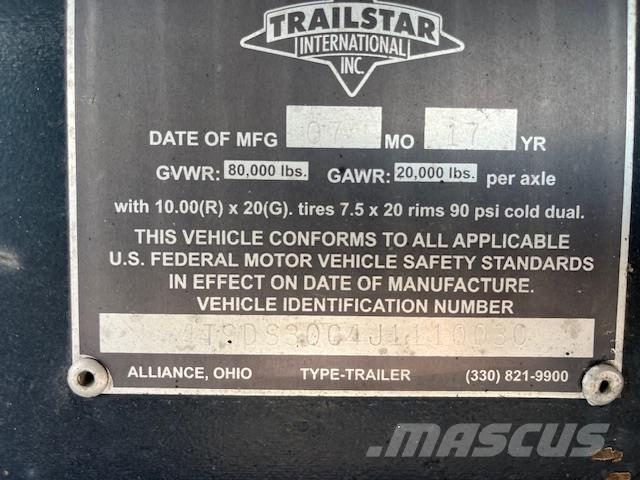 TRAILSTAR
INTERNATIONAL
INC.
DATE OF MFG 07 MO 17 YR
GVWR: 80,000 lbs. GAWR: 20,000 lbs. per axle
with 10.00(R) x 20(G). tires 7.5 x 20 rims 90 psi cold dual.
THIS VEHICLE CONFORMS TO ALL APPLICABLE
U.S. FEDERAL MOTOR VEHICLE SAFETY STANDARDS
IN EFFECT ON DATE OF MANUFACTURE.
VEHICLE IDENTIFICATION NUMBER
ALLIANCE, OHIO TYPE-TRAILER (330) 821-9900
MASCUS